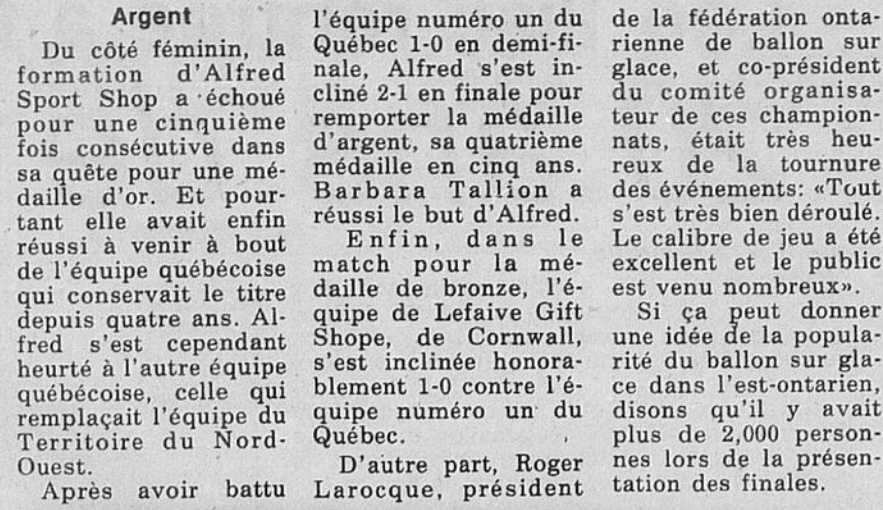 Argent
Du côté féminin, la
formation d'Alfred
Sport Shop a échoué
pour une cinquième
fois consécutive dans
sa quête pour une mé-
daille d'or. Et pour-
tant elle avait enfin
réussi à venir à bout
de l'équipe québécoise
qui conservait le titre
depuis quatre ans. Al-
fred s'est cependant
heurté à l'autre équipe
québécoise, celle qui
remplaçait l'équipe du
Territoire du Nord-
Ouest.
Après avoir battu
l'équipe numéro un du
Québec 1-0 en demi-fi-
nale, Alfred s'est in-
cliné 2-1 en finale pour
remporter la médaille
d'argent, sa quatrième
médaille en cinq ans.
Barbara Tallion a
réussi le but d'Alfred.
Enfin, dans le
match pour la mé-
daille de bronze, l'é-
quipe de Lefaive Gift
Shope, de Cornwall,
s'est inclinée honora-
blement 1-0 contre l'é-
quipe numéro un du
Québec.
D'autre part, Roger
Larocque, président
de la fédération onta-
rienne de ballon sur
glace, et co-président
du comité organisa-
teur de ces champion-
nats, était très heu-
reux de la tournure
des événements: «Tout
s'est très bien déroulé.
Le calibre de jeu a été
excellent et le public
est venu nombreux».
Si ça peut donner
une idée de la popula-
rité du ballon sur gla-
ce dans l'est-ontarien,
disons qu'il y avait
plus de 2,000 person-
nes lors de la présen-
tation des finales.